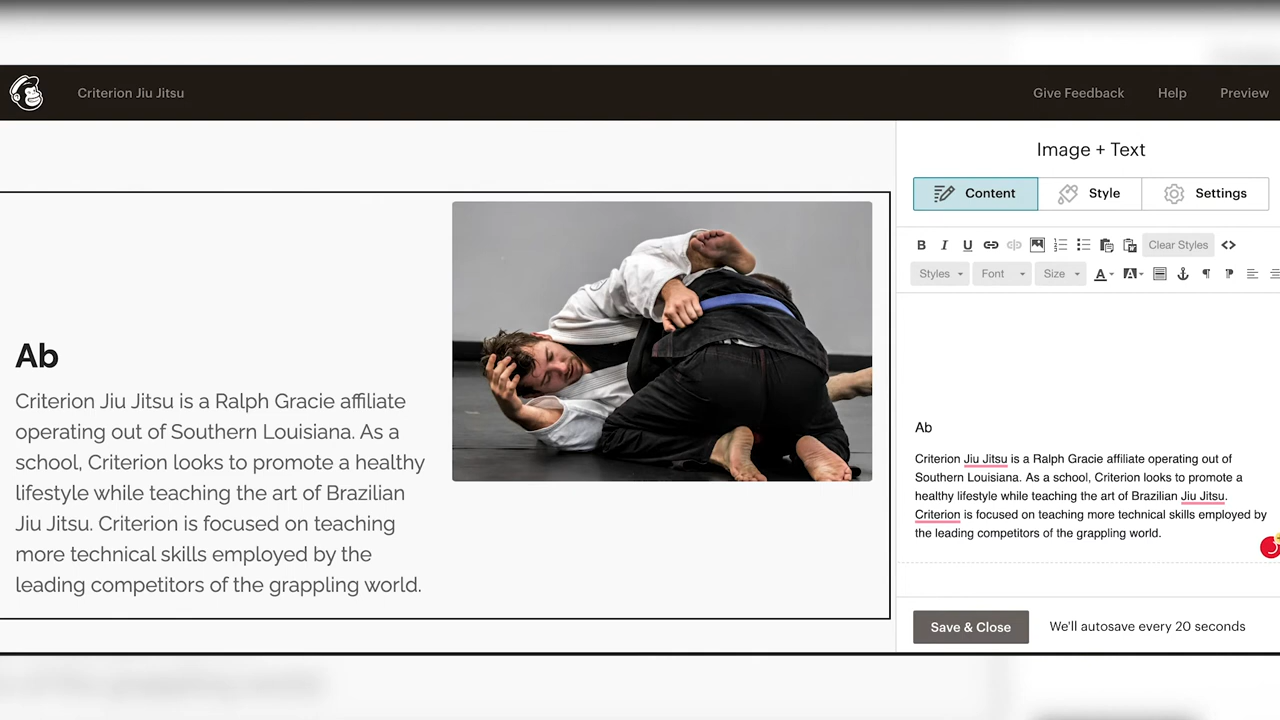 Criterion Jiu Jitsu
Give Feedback
Help
Preview
Image + Text
Content
Style
Settings
B I U
Clear Styles
Styles
Font
Size
A
A
Ab
Criterion Jiu Jitsu is a Ralph Gracie affiliate
operating out of Southern Louisiana. As a
school, Criterion looks to promote a healthy
lifestyle while teaching the art of Brazilian
Jiu Jitsu. Criterion is focused on teaching
more technical skills employed by the
leading competitors of the grappling world.
Ab
Criterion Jiu Jitsu is a Ralph Gracie affiliate operating out of
Southern Louisiana. As a school, Criterion looks to promote a
healthy lifestyle while teaching the art of Brazilian Jiu Jitsu.
Criterion is focused on teaching more technical skills employed by
the leading competitors of the grappling world.
Save & Close
We'll autosave every 20 seconds